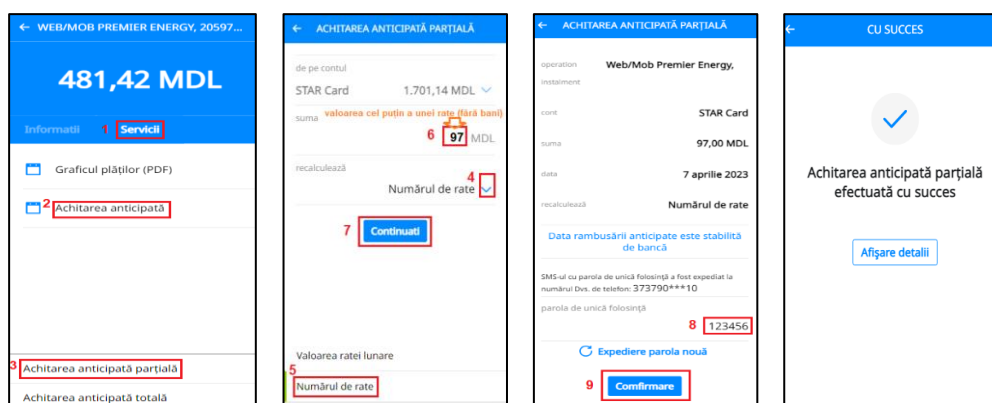 ← WEB/MOB PREMIER ENERGY, 20597...
481,42 MDL
Informatii 1 Servicii
Graficul plăților (PDF)
2 Achitarea anticipată
3 Achitarea anticipată parțială
Achitarea anticipată totală
← ACHITAREA ANTICIPATĂ PARȚIALĂ
de pe contul
STAR Card 1.701,14 MDL
suma valoarea cel puțin a unei rate (fără bani)
6 97 MDL
recalculează
4
Numărul de rate
7 Continuati
Valoarea ratei lunare
5
Numărul de rate
← ACHITAREA ANTICIPATĂ PARȚIALĂ
operation Web/Mob Premier Energy,
instalment
cont STAR Card
suma 97,00 MDL
data 7 aprilie 2023
recalculează Numărul de rate
Data rambusării anticipate este stabilită
de bancă
SMS-ul cu parola de unică folosință a fost expediat la
numărul Dvs. de telefon: 373790***10
parola de unică folosință
8 123456
Expediere parola nouă
9 Comfirmare
← CU SUCCES
Achitarea anticipată parțială
efectuată cu succes
Afișare detalii